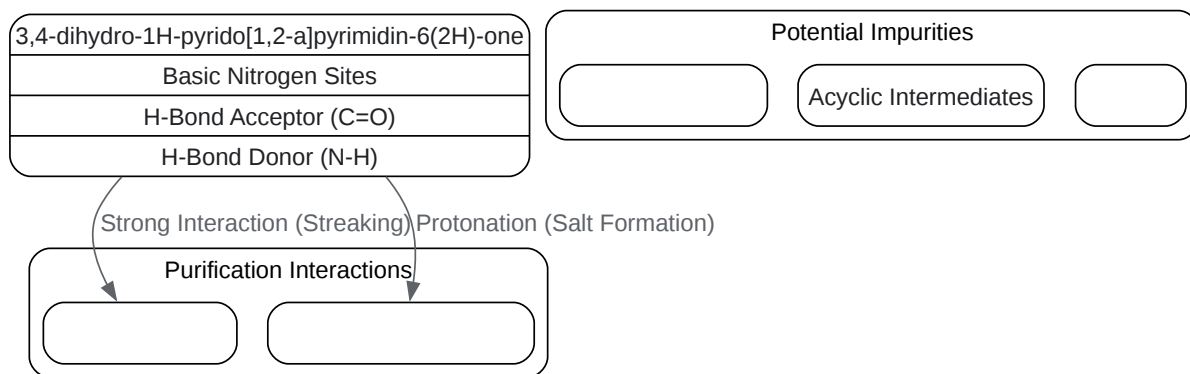 3,4-dihydro-1H-pyrido[1,2-a]pyrimidin-6(2H)-one
Basic Nitrogen Sites
H-Bond Acceptor (C=O)
H-Bond Donor (N-H)
Potential Impurities
Acyclic Intermediates
Strong Interaction (Streaking)
Protonation (Salt Formation)
Purification Interactions